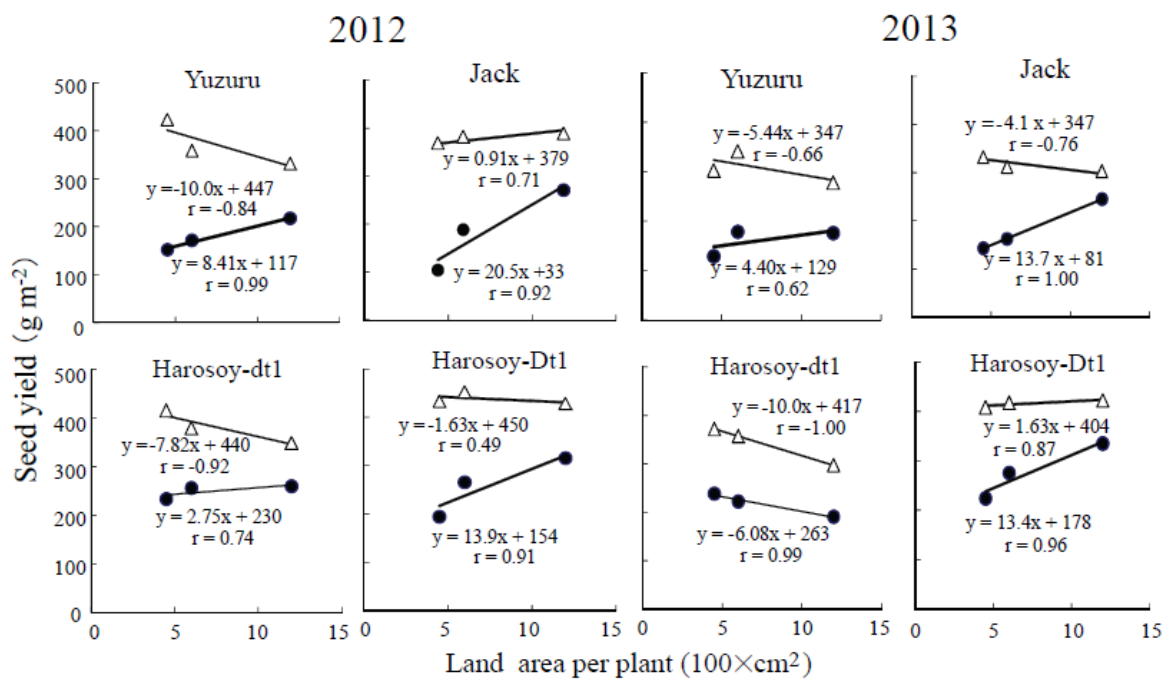 2012
2013
Yuzuru
Jack
Yuzuru
Jack
500
400
300
200
100
0
y = -10.0x + 447
r = -0.84
y = 8.41x + 117
r = 0.99
y = 0.91x + 379
r = 0.71
y = 20.5x +33
r = 0.92
y = -5.44x + 347
r = -0.66
y = 4.40x + 129
r = 0.62
y = -4.1x + 347
r = -0.76
y = 13.7x + 81
r = 1.00
Seed yield (g m-2)
Harosoy-dt1
Harosoy-Dt1
Harosoy-dt1
Harosoy-Dt1
500
400
300
200
100
0
y = -7.82x + 440
r = -0.92
y = 2.75x + 230
r = 0.74
y = -1.63x + 450
r = 0.49
y = 13.9x + 154
r = 0.91
y = -10.0x + 417
r = -1.00
y = -6.08x + 263
r = 0.99
y = 1.63x + 404
r = 0.87
y = 13.4x + 178
r = 0.96
0 5 10 15 0 5 10 15 0 5 10 15 0 5 10 15
Land area per plant (100×cm2)